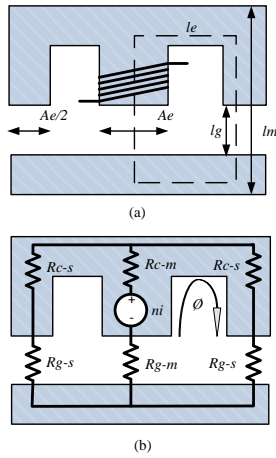 le
Ae/2
Ae
lg
lm
(a)
Rc-s
Rc-m
Rc-s
+
-
ni
Ø
Rg-s
Rg-m
Rg-s
(b)